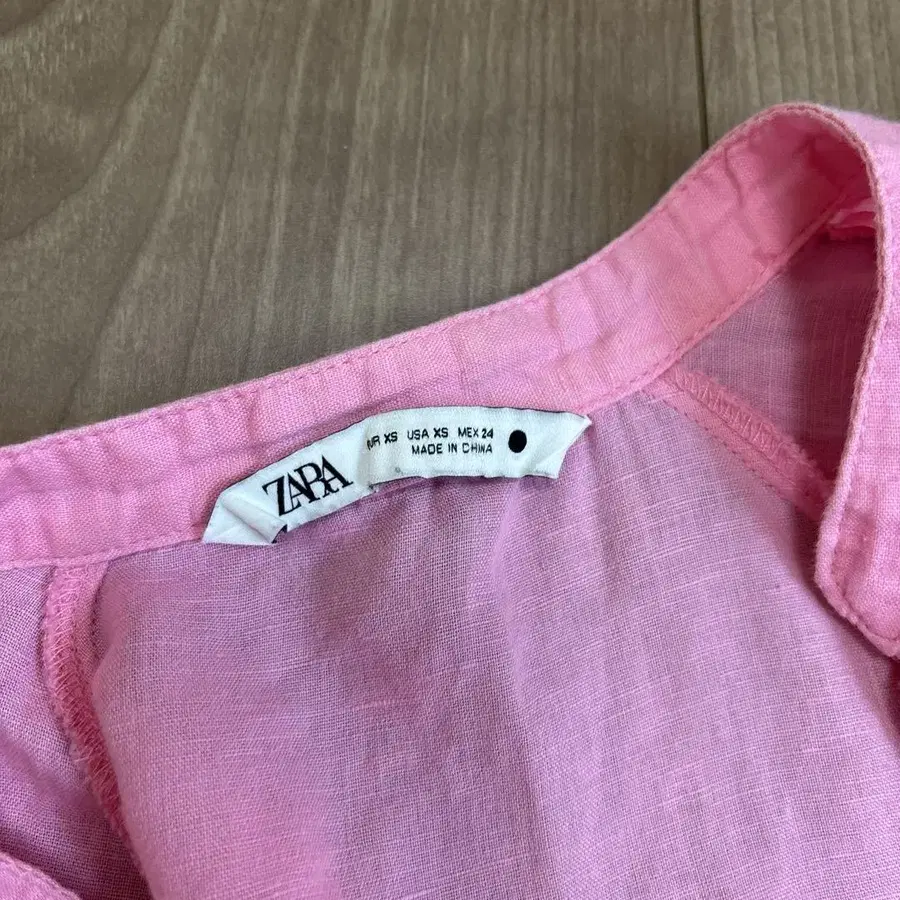 ZARA
EUR XS USA XS MEX 24
MADE IN CHINA